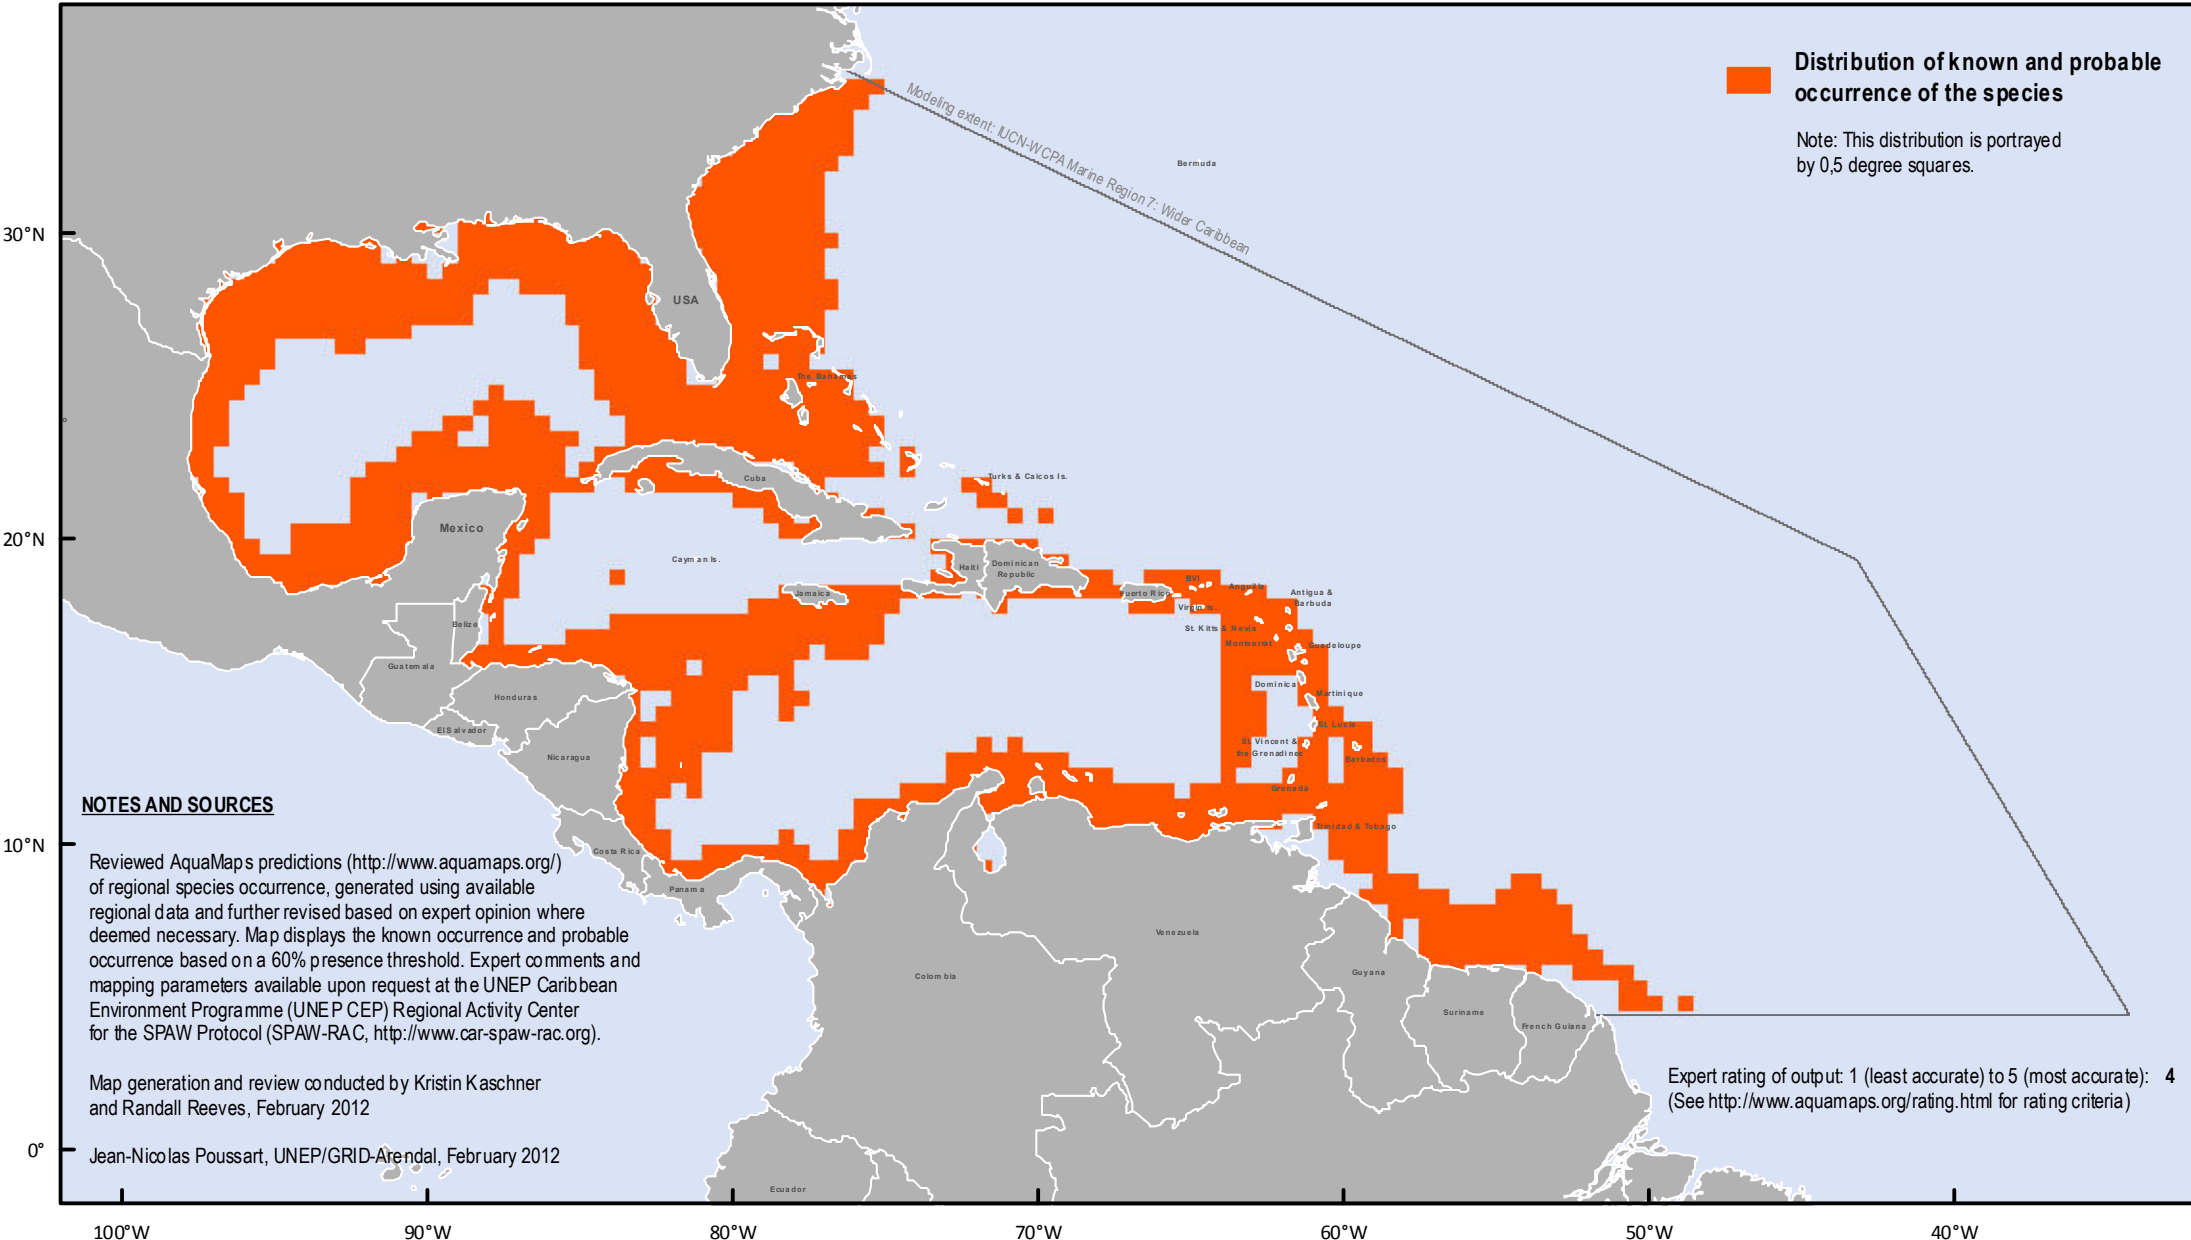 Distribution of known and probable
occurrence of the species
Note: This distribution is portrayed
by 0,5 degree squares.
Modeling extent: IUCN-WCPA Marine Region 7: Wider Caribbean
Bermuda
30°N
USA
The Bahamas
Turks & Caicos Is.
Cuba
Mexico
20°N
Cayman Is.
Haiti
Dominican
Republic
Jamaica
Puerto Rico
BVI
Virgin Is.
Anguilla
Antigua &
Barbuda
St. Kitts & Nevis
Montserrat
Guadeloupe
Belize
Guatemala
Honduras
El Salvador
Nicaragua
Dominica
Martinique
St. Lucia
St. Vincent &
the Grenadines
Barbados
Grenada
Trinidad & Tobago
10°N
Costa Rica
Panama
Venezuela
Colombia
Guyana
Suriname
French Guiana
Ecuador
NOTES AND SOURCES
Reviewed AquaMaps predictions (http://www.aquamaps.org/)
of regional species occurrence, generated using available
regional data and further revised based on expert opinion where
deemed necessary. Map displays the known occurrence and probable
occurrence based on a 60% presence threshold. Expert comments and
mapping parameters available upon request at the UNEP Caribbean
Environment Programme (UNEP CEP) Regional Activity Center
for the SPAW Protocol (SPAW-RAC, http://www.car-spaw-rac.org).
Map generation and review conducted by Kristin Kaschner
and Randall Reeves, February 2012
Jean-Nicolas Poussart, UNEP/GRID-Arendal, February 2012
Expert rating of output: 1 (least accurate) to 5 (most accurate): 4
(See http://www.aquamaps.org/rating.html for rating criteria)
0°
100°W
90°W
80°W
70°W
60°W
50°W
40°W